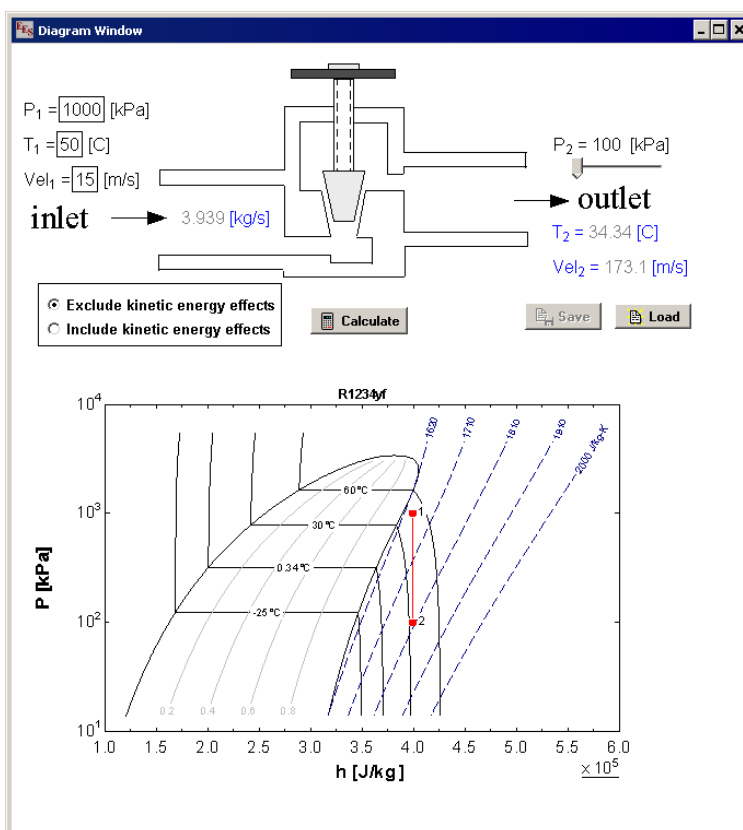 EES Diagram Window
P1 = 1000 [kPa]
T1 = 50 [C]
Vel1 = 15 [m/s]
inlet
3.939 [kg/s]
P2 = 100 [kPa]
outlet
T2 = 34.34 [C]
Vel2 = 173.1 [m/s]
Exclude kinetic energy effects
Include kinetic energy effects
Calculate
Save
Load
R1234yf
10^4
10^3
10^2
10^1
P [kPa]
1620
1710
1810
1910
2000 J/kg-K
60°C
30°C
0.34°C
-25°C
1
2
0.2 0.4 0.6 0.8
1.0 1.5 2.0 2.5 3.0 3.5 4.0 4.5 5.0 5.5 6.0
h [J/kg]
x 10^5